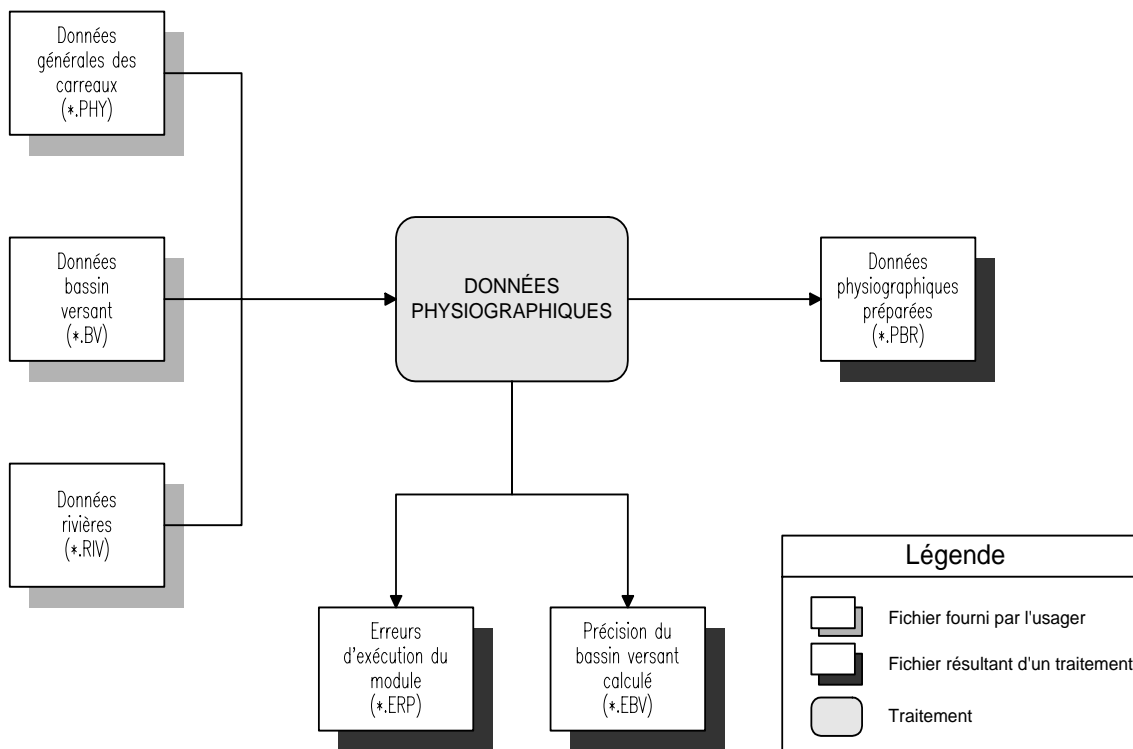 Données
générales des
carreaux
(*.PHY)
Données
bassin
versant
(*.BV)
DONNÉES
PHYSIOGRAPHIQUES
Données
physiographiques
préparées
(*.PBR)
Données
rivières
(*.RIV)
Erreurs
d'exécution du
module
(*.ERP)
Précision du
bassin versant
calculé
(*.EBV)
Légende
Fichier fourni par l'usager
Fichier résultant d'un traitement
Traitement